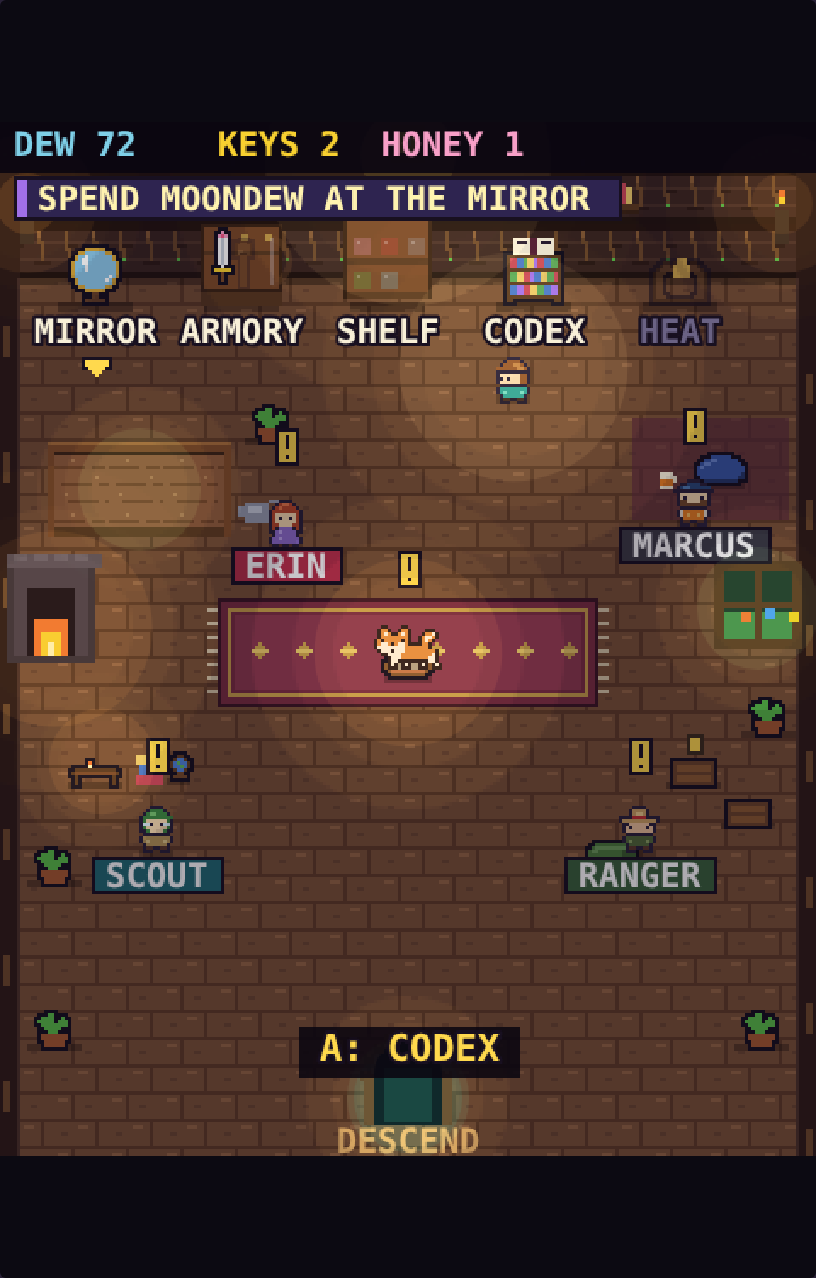 DEW 72 KEYS 2 HONEY 1
SPEND MOONDEW AT THE MIRROR
MIRROR ARMORY SHELF CODEX HEAT
!
!
ERIN
MARCUS
!
!
!
SCOUT
RANGER
A: CODEX
DESCEND